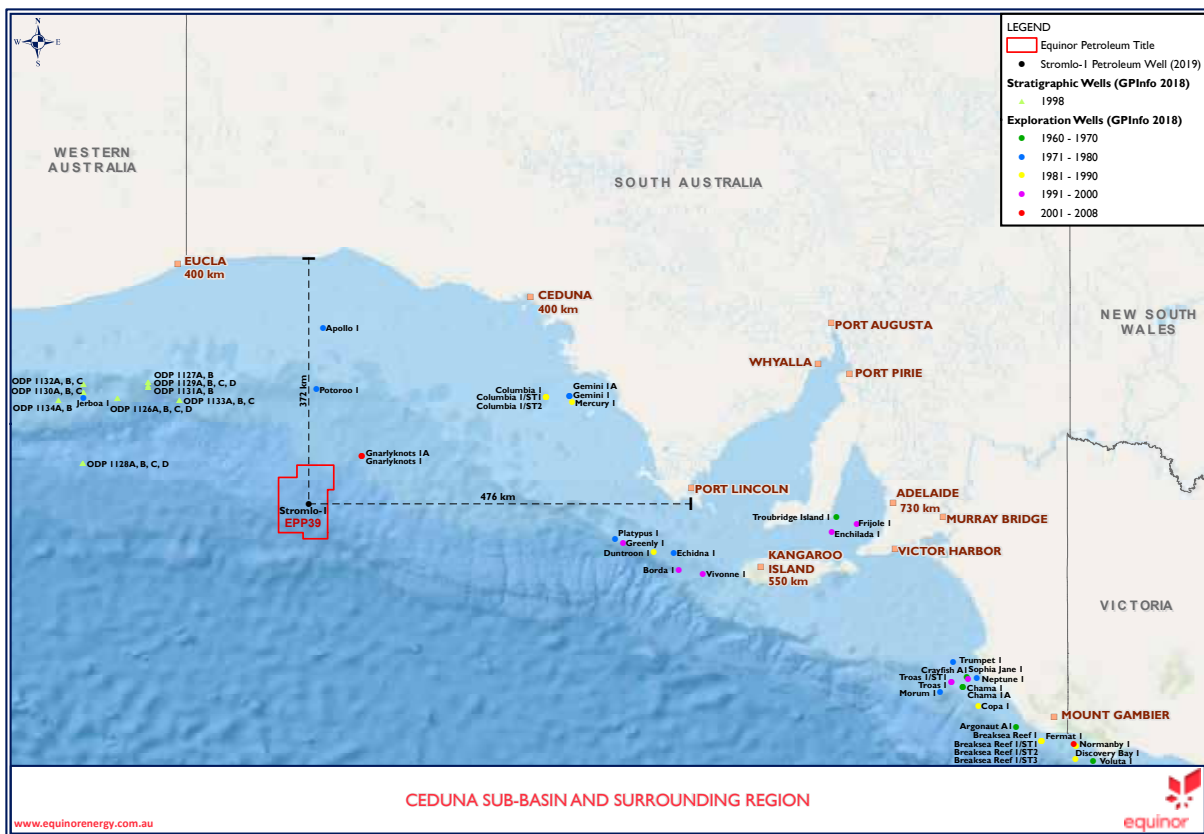 N
W
E
S
LEGEND
Equinor Petroleum Title
Stromlo-1 Petroleum Well (2019)
Stratigraphic Wells (GPInfo 2018)
1998
Exploration Wells (GPInfo 2018)
1960 - 1970
1971 - 1980
1981 - 1990
1991 - 2000
2001 - 2008
WESTERN
AUSTRALIA
SOUTH AUSTRALIA
NEW SOUTH
WALES
VICTORIA
EUCLA
400 km
CEDUNA
400 km
PORT AUGUSTA
WHYALLA
PORT PIRIE
Apollo 1
Potoroo 1
372 km
ODP 1127A, B
ODP 1129A, B, C, D
ODP 1131A, B
ODP 1132A, B, C
ODP 1130A, B, C
Jerboa 1
ODP 1133A, B, C
ODP 1134A, B
ODP 1126A, B, C, D
ODP 1128A, B, C, D
Columbia 1
Columbia 1/ST1
Columbia 1/ST2
Gemini 1A
Gemini 1
Mercury 1
Gnarlyknots 1A
Gnarlyknots 1
476 km
Stromlo-1
EPP39
PORT LINCOLN
ADELAIDE
730 km
MURRAY BRIDGE
VICTOR HARBOR
KANGAROO
ISLAND
550 km
Troubridge Island 1
Frijole 1
Enchilada 1
Platypus 1
Greenly 1
Duntroon 1
Echidna 1
Borda 1
Vivonne 1
Trumpet 1
Crayfish A1
Sophia Jane 1
Troas 1/ST1
Neptune 1
Troas 1
Chama 1
Chama 1A
Morum 1
Copa 1
MOUNT GAMBIER
Argonaut A1
Breaksea Reef 1
Fermat 1
Breaksea Reef 1/ST1
Normanby 1
Breaksea Reef 1/ST2
Discovery Bay 1
Breaksea Reef 1/ST3
Voluta 1
CEDUNA SUB-BASIN AND SURROUNDING REGION
www.equinorenergy.com.au
equinor